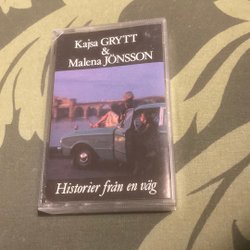 Kajsa GRYTT
&
Malena JÖNSSON
Historier från en väg